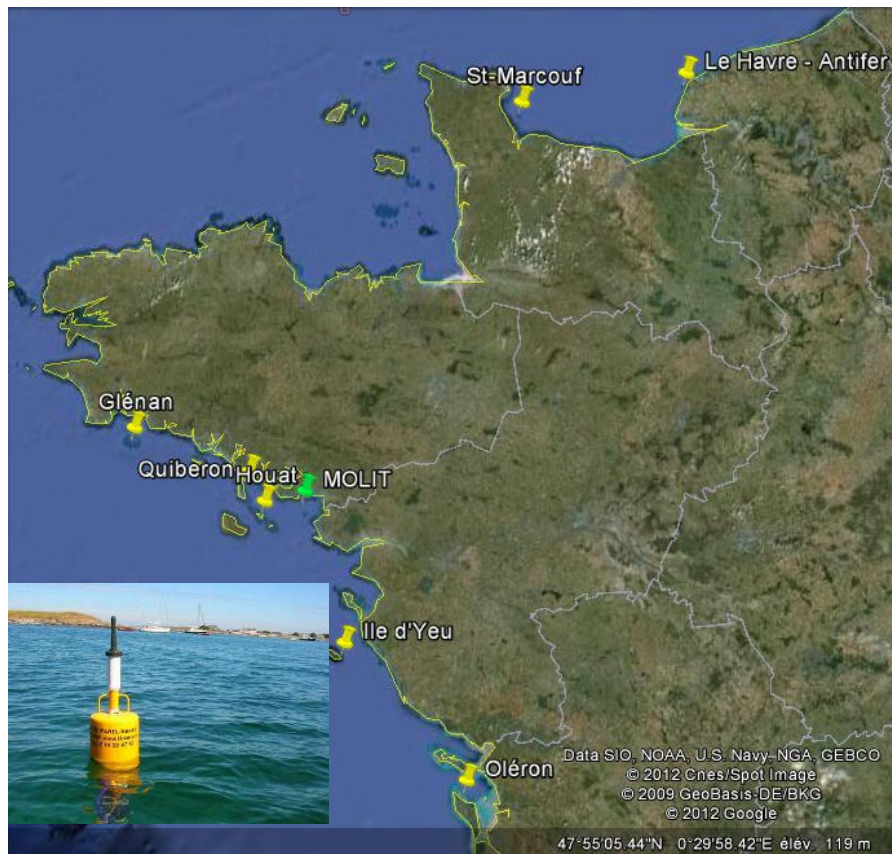 Le Havre - Antifer
St-Marcouf
Glénan
Quiberon
Houat
MOLIT
Ile d'Yeu
Oléron
Data SIO, NOAA, U.S. Navy, NGA, GEBCO
© 2012 Cnes/Spot Image
© 2009 GeoBasis-DE/BKG
© 2012 Google
47°55'05.44"N 0°29'58.42"E élév. 119 m